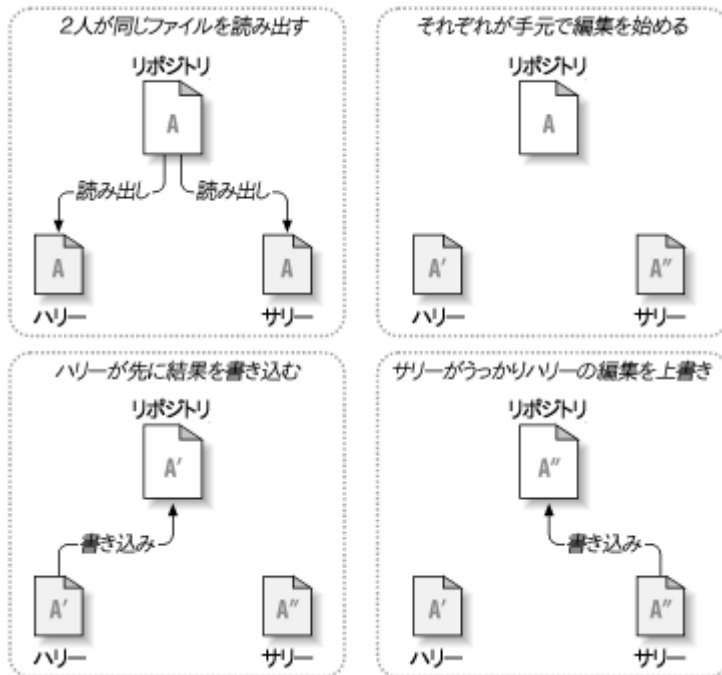 2人が同じファイルを読み出す
リポジトリ
A
読み出し 読み出し
A A
ハリー サリー
それぞれが手元で編集を始める
リポジトリ
A
A′ A″
ハリー サリー
ハリーが先に結果を書き込む
リポジトリ
A′
書き込み
A′ A″
ハリー サリー
サリーがうっかりハリーの編集を上書き
リポジトリ
A″
書き込み
A′ A″
ハリー サリー